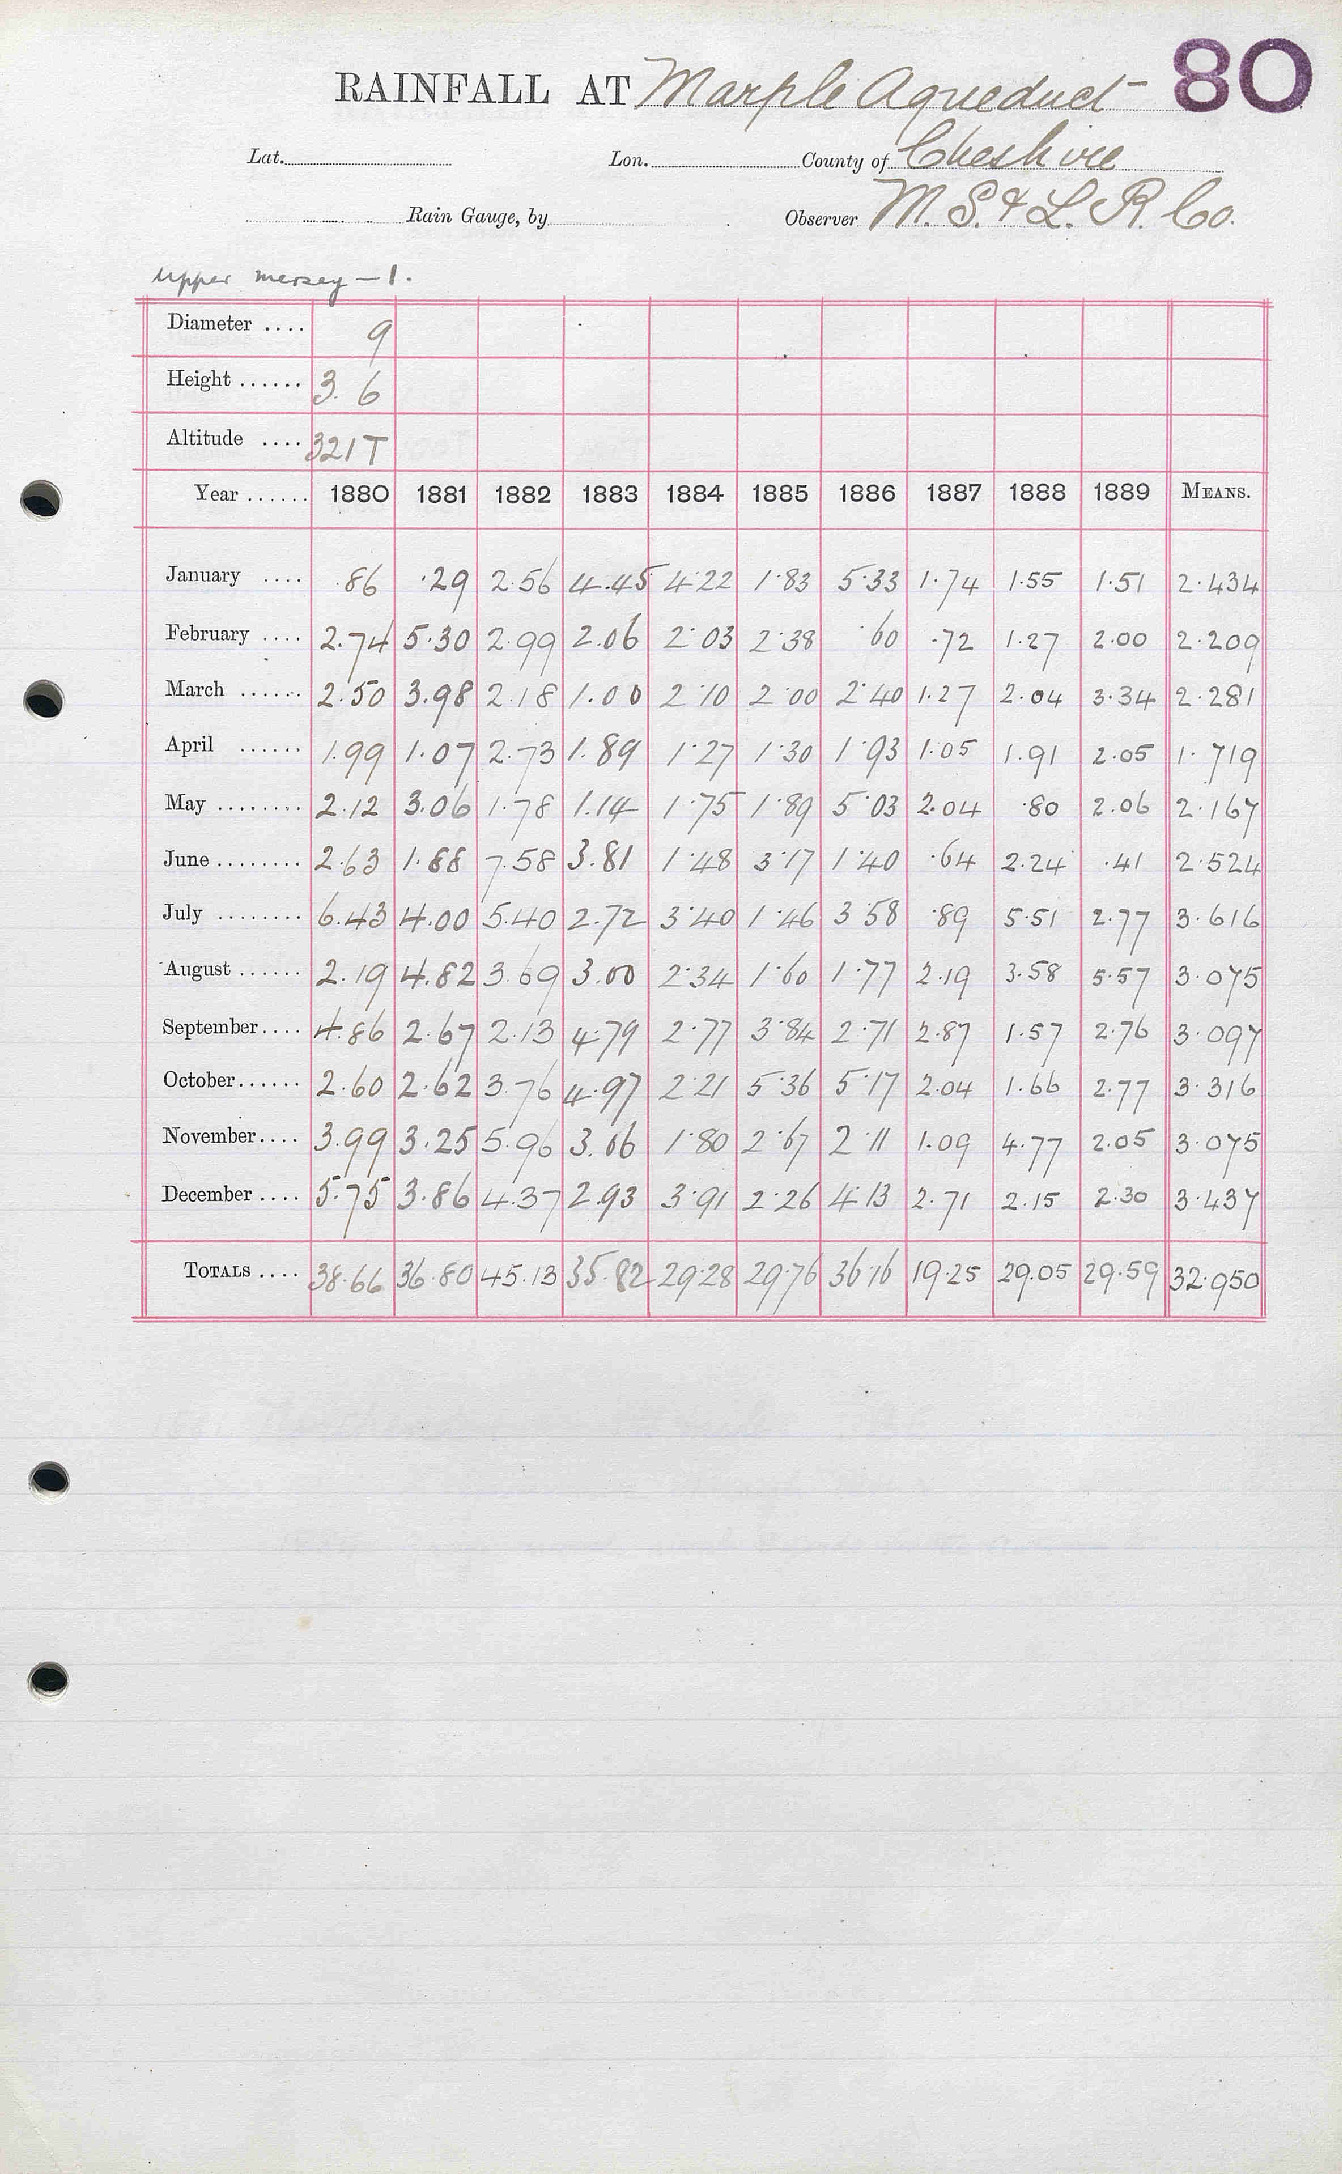 RAINFALL AT Marple Aqueduct 80
Lat. Lon. County of Cheshire
Rain Gauge, by Observer M. S. & L. R. Co.
Upper Mersey — 1.
Diameter .... 9
Height ...... 3. 6
Altitude .... 321T
Year ...... 1880 1881 1882 1883 1884 1885 1886 1887 1888 1889 MEANS.
January .... .86 .29 2.56 4.45 4.22 1.83 5.33 1.74 1.55 1.51 2.434
February .... 2.74 5.30 2.99 2.06 2.03 2.38 .60 .72 1.27 2.00 2.209
March ...... 2.50 3.98 2.18 1.00 2.10 2.00 2.40 1.27 2.04 3.34 2.281
April ...... 1.99 1.07 2.73 1.89 1.27 1.30 1.93 1.05 1.91 2.05 1.719
May ........ 2.12 3.06 1.78 1.14 1.75 1.89 5.03 2.04 .80 2.06 2.167
June ........ 2.63 1.88 7.58 3.81 1.48 3.17 1.40 .64 2.24 .41 2.524
July ........ 6.43 4.00 5.40 2.72 3.40 1.46 3.58 .89 5.51 2.77 3.616
August ...... 2.19 4.82 3.69 3.00 2.34 1.60 1.77 2.19 3.58 5.57 3.075
September.... 4.86 2.67 2.13 4.79 2.77 3.84 2.71 2.87 1.57 2.76 3.097
October...... 2.60 2.62 3.76 4.97 2.21 5.36 5.17 2.04 1.66 2.77 3.316
November.... 3.99 3.25 5.96 3.06 1.80 2.67 2.11 1.09 4.77 2.05 3.075
December .... 5.75 3.86 4.37 2.93 3.91 2.26 4.13 2.71 2.15 2.30 3.437
TOTALS .... 38.66 36.80 45.13 35.82 29.28 29.76 36.16 19.25 29.05 29.59 32.950